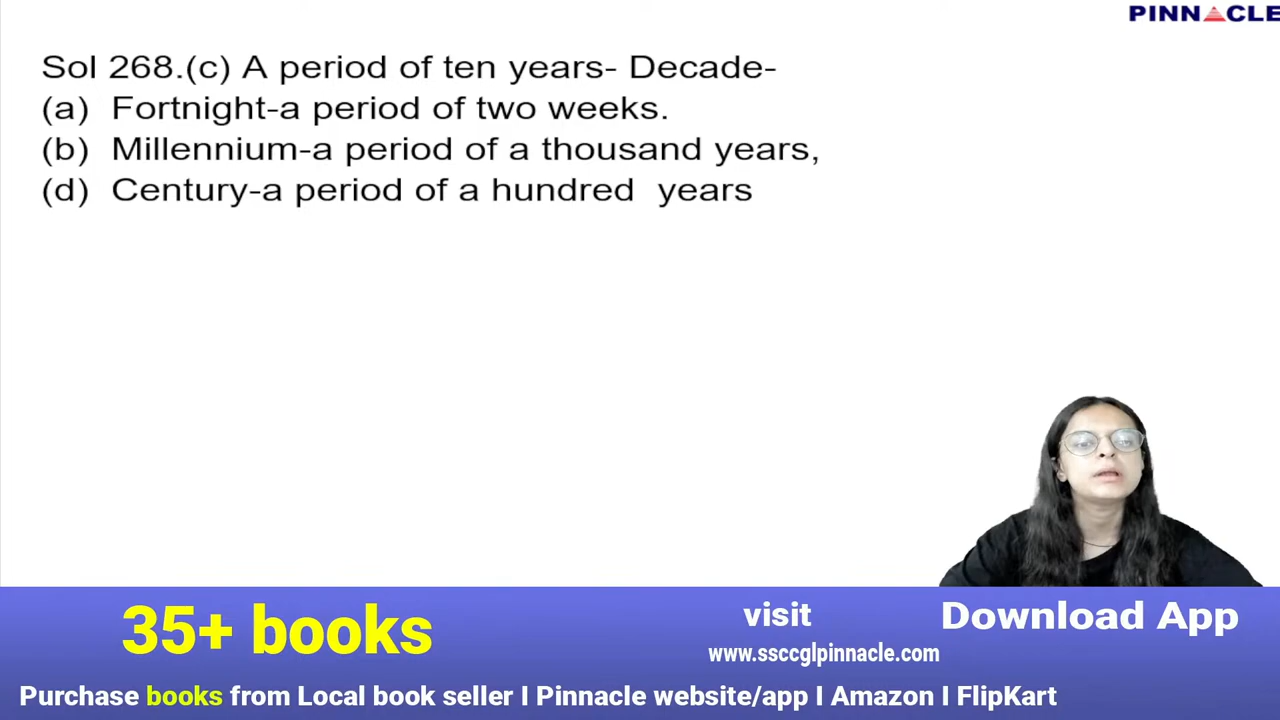 PINNACLE
Sol 268.(c) A period of ten years- Decade-
(a) Fortnight-a period of two weeks.
(b) Millennium-a period of a thousand years,
(d) Century-a period of a hundred years
35+ books
visit
www.ssccglpinnacle.com
Download App
Purchase books from Local book seller I Pinnacle website/app I Amazon I FlipKart